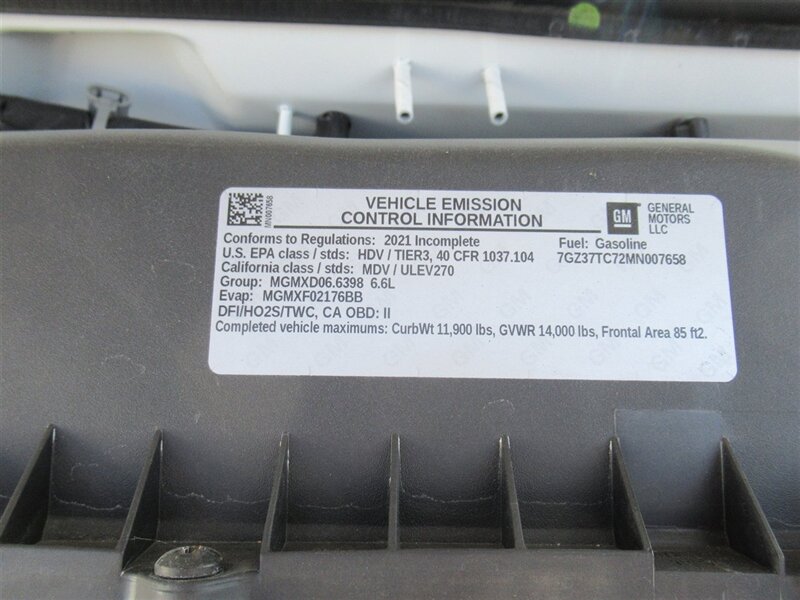 MN007658
VEHICLE EMISSION
CONTROL INFORMATION
GM
GENERAL
MOTORS
LLC
Conforms to Regulations: 2021 Incomplete
Fuel: Gasoline
U.S. EPA class / stds: HDV / TIER3, 40 CFR 1037.104
7GZ37TC72MN007658
California class / stds: MDV / ULEV270
Group: MGMXD06.6398 6.6L
Evap: MGMXF02176BB
DFI/HO2S/TWC, CA OBD: II
Completed vehicle maximums: CurbWt 11,900 lbs, GVWR 14,000 lbs, Frontal Area 85 ft2.